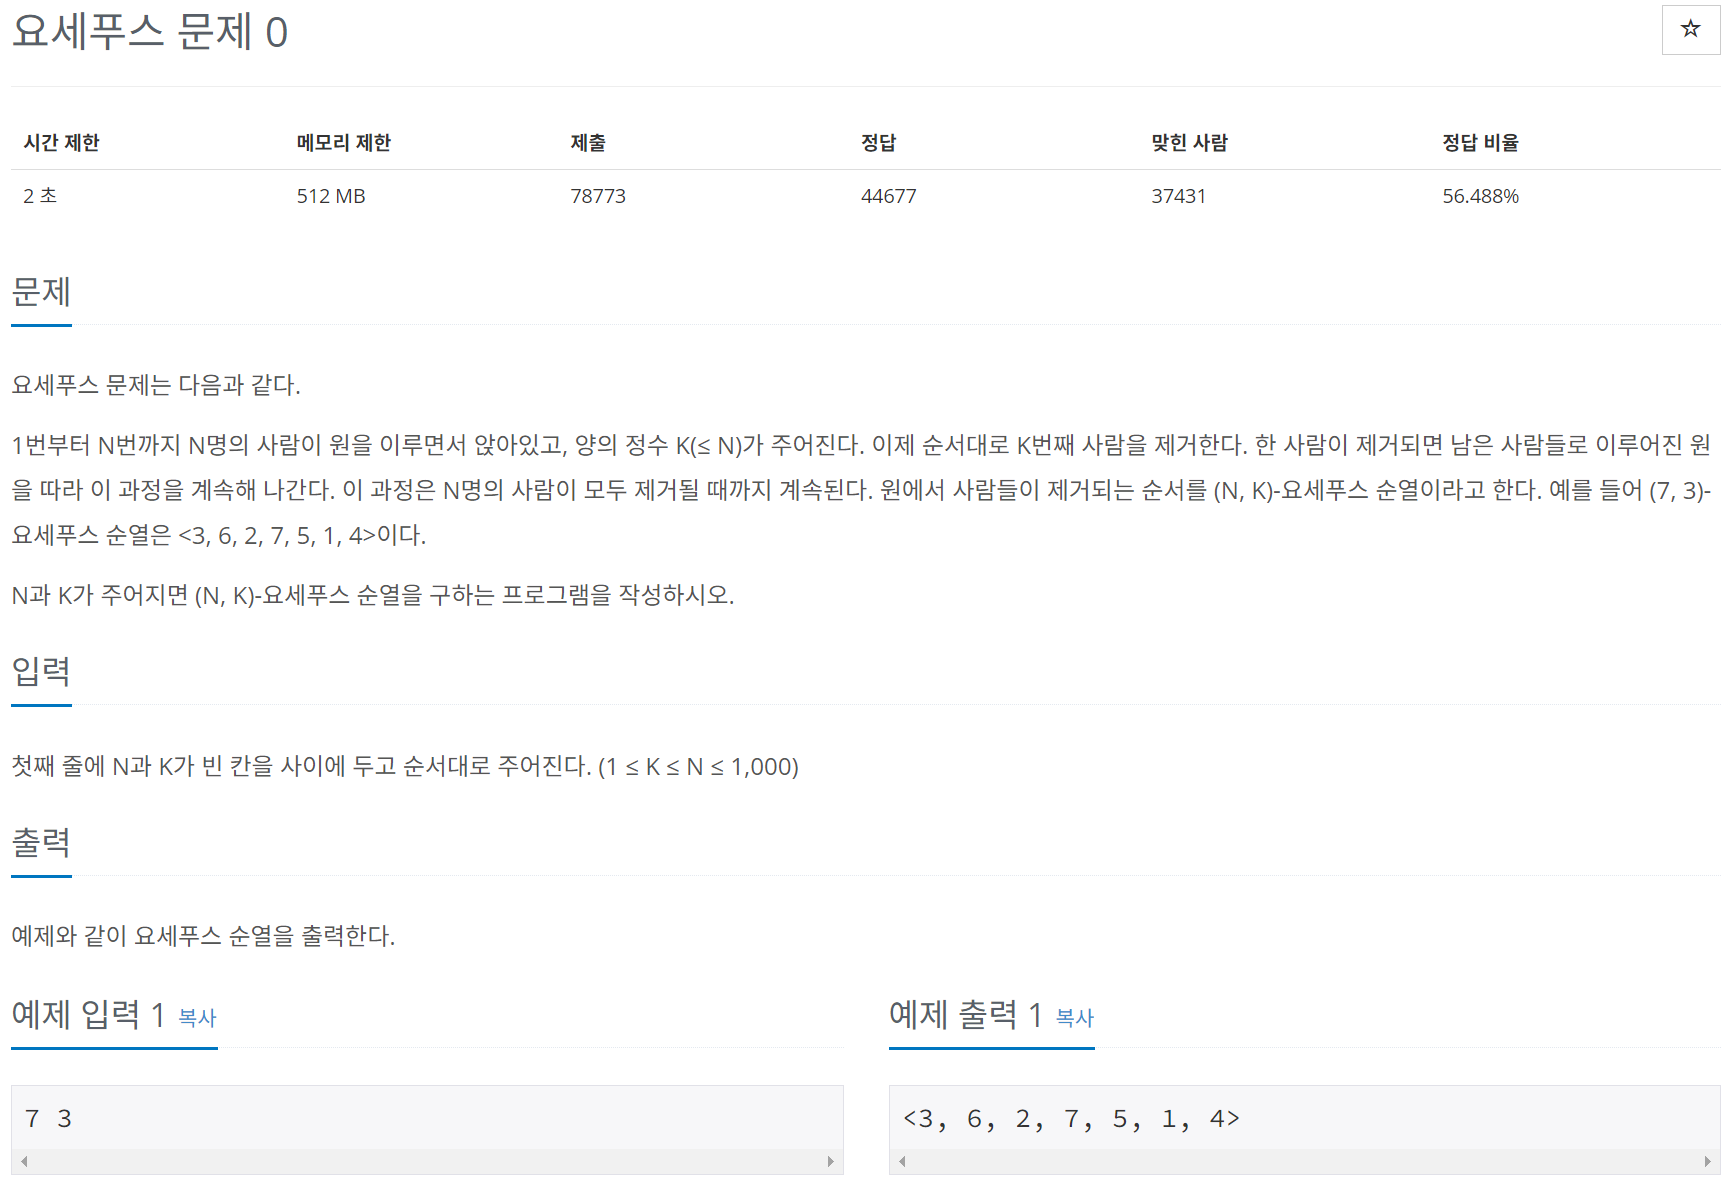 요세푸스 문제 0
☆
시간 제한 메모리 제한 제출 정답 맞힌 사람 정답 비율
2 초 512 MB 78773 44677 37431 56.488%
문제
요세푸스 문제는 다음과 같다.
1번부터 N번까지 N명의 사람이 원을 이루면서 앉아있고, 양의 정수 K(≤ N)가 주어진다. 이제 순서대로 K번째 사람을 제거한다. 한 사람이 제거되면 남은 사람들로 이루어진 원
을 따라 이 과정을 계속해 나간다. 이 과정은 N명의 사람이 모두 제거될 때까지 계속된다. 원에서 사람들이 제거되는 순서를 (N, K)-요세푸스 순열이라고 한다. 예를 들어 (7, 3)-
요세푸스 순열은 <3, 6, 2, 7, 5, 1, 4>이다.
N과 K가 주어지면 (N, K)-요세푸스 순열을 구하는 프로그램을 작성하시오.
입력
첫째 줄에 N과 K가 빈 칸을 사이에 두고 순서대로 주어진다. (1 ≤ K ≤ N ≤ 1,000)
출력
예제와 같이 요세푸스 순열을 출력한다.
예제 입력 1 복사
7 3
예제 출력 1 복사
<3, 6, 2, 7, 5, 1, 4>